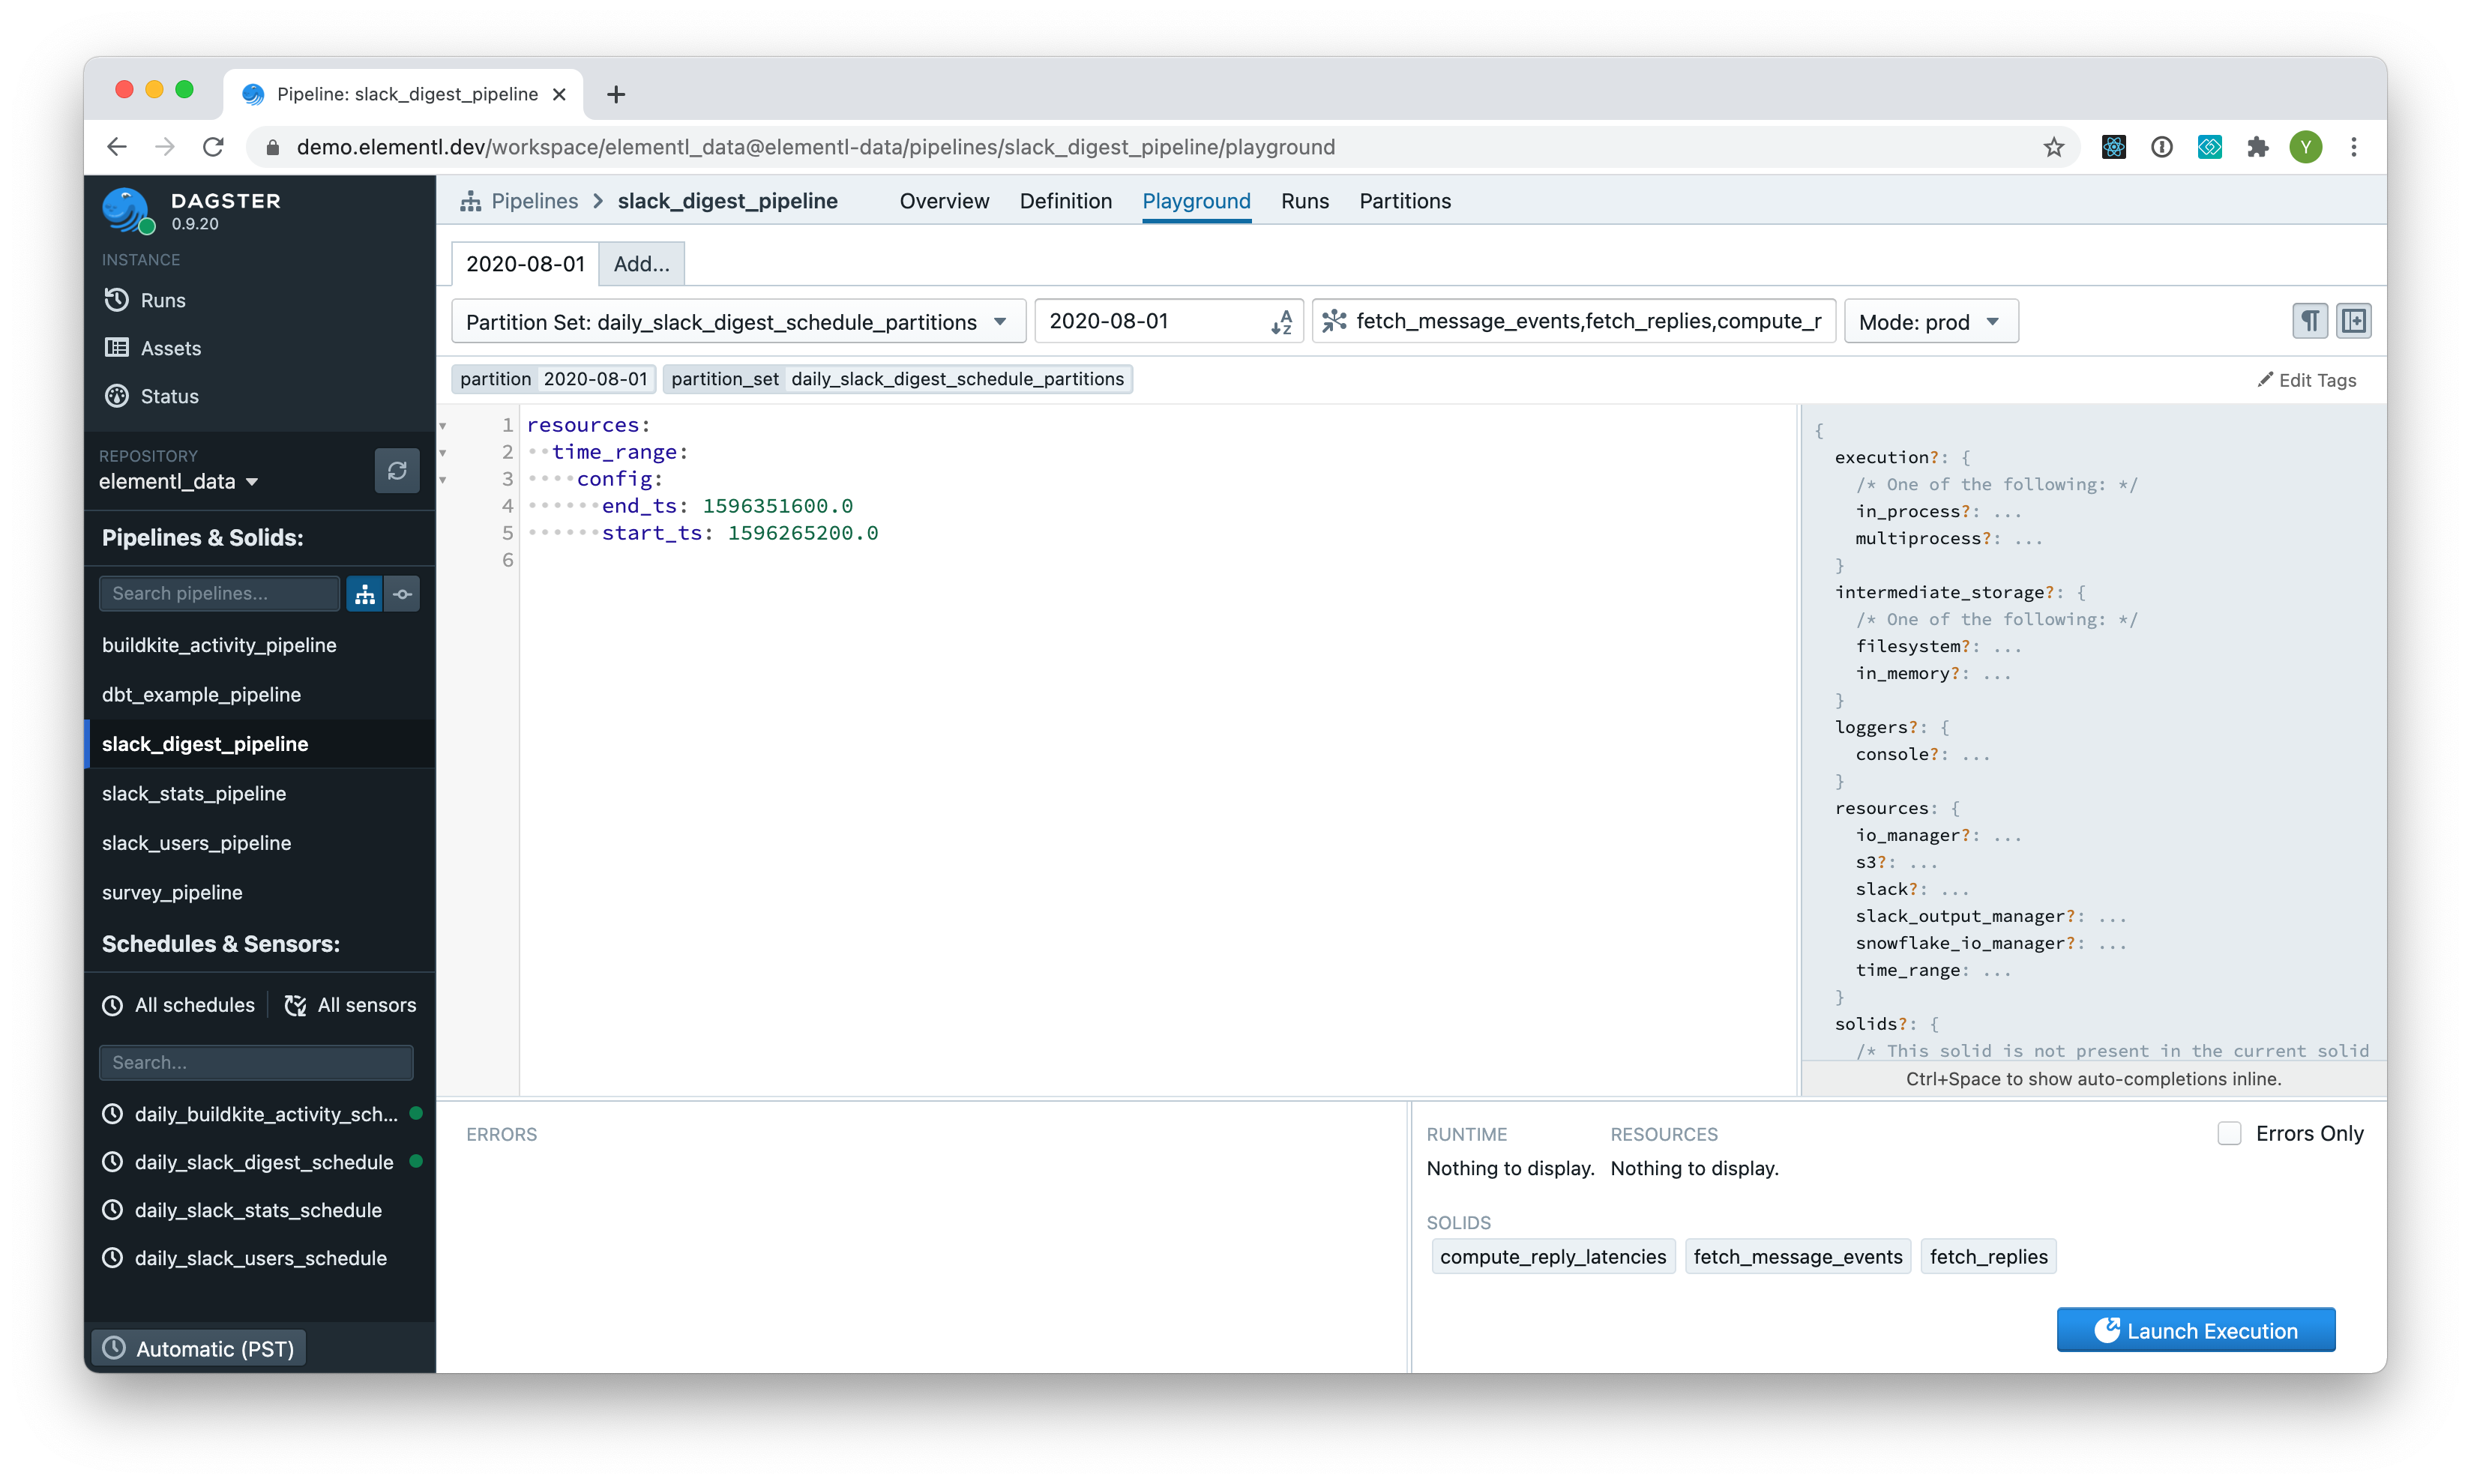 Pipeline: slack_digest_pipeline
demo.elementl.dev/workspace/elementl_data@elementl-data/pipelines/slack_digest_pipeline/playground
Y
DAGSTER
0.9.20
INSTANCE
Runs
Assets
Status
REPOSITORY
elementl_data
Pipelines & Solids:
Search pipelines...
buildkite_activity_pipeline
dbt_example_pipeline
slack_digest_pipeline
slack_stats_pipeline
slack_users_pipeline
survey_pipeline
Schedules & Sensors:
All schedules All sensors
Search...
daily_buildkite_activity_sch...
daily_slack_digest_schedule
daily_slack_stats_schedule
daily_slack_users_schedule
Automatic (PST)
Pipelines > slack_digest_pipeline Overview Definition Playground Runs Partitions
2020-08-01 Add...
Partition Set: daily_slack_digest_schedule_partitions 2020-08-01 fetch_message_events,fetch_replies,compute_r Mode: prod
partition 2020-08-01 partition_set daily_slack_digest_schedule_partitions Edit Tags
1 resources:
2 time_range:
3 config:
4 end_ts: 1596351600.0
5 start_ts: 1596265200.0
6
{
execution?: {
/* One of the following: */
in_process?: ...
multiprocess?: ...
}
intermediate_storage?: {
/* One of the following: */
filesystem?: ...
in_memory?: ...
}
loggers?: {
console?: ...
}
resources: {
io_manager?: ...
s3?: ...
slack?: ...
slack_output_manager?: ...
snowflake_io_manager?: ...
time_range: ...
}
solids?: {
/* This solid is not present in the current solid
Ctrl+Space to show auto-completions inline.
ERRORS
RUNTIME RESOURCES Errors Only
Nothing to display. Nothing to display.
SOLIDS
compute_reply_latencies fetch_message_events fetch_replies
Launch Execution